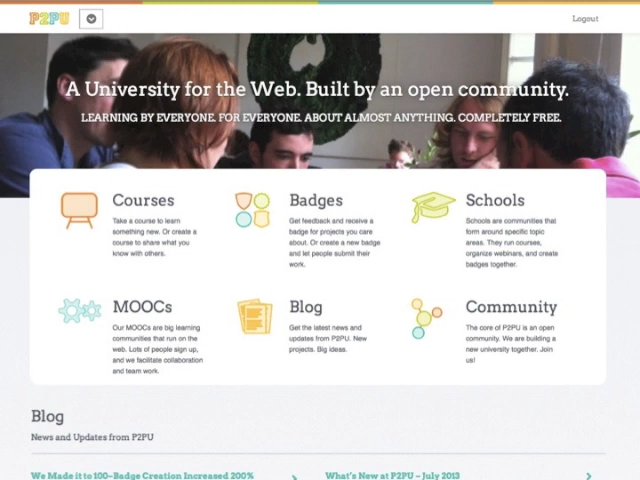 P2PU
Logout
A University for the Web. Built by an open community.
LEARNING BY EVERYONE. FOR EVERYONE. ABOUT ALMOST ANYTHING. COMPLETELY FREE.
Courses
Take a course to learn
something new. Or create a
course to share what you
know with others.
Badges
Get feedback and receive a
badge for projects you care
about. Or create a new badge
and let people submit their
work.
Schools
Schools are communities that
form around specific topic
areas. They run courses,
organize webinars, and create
badges together.
MOOCs
Our MOOCs are big learning
communities that run on the
web. Lots of people sign up,
and we facilitate collaboration
and team work.
Blog
Get the latest news and
updates from P2PU. New
projects. Big ideas.
Community
The core of P2PU is an open
community. We are building a
new university together. Join
us!
Blog
News and Updates from P2PU
We Made it to 100–Badge Creation Increased 200%
What's New at P2PU – July 2013